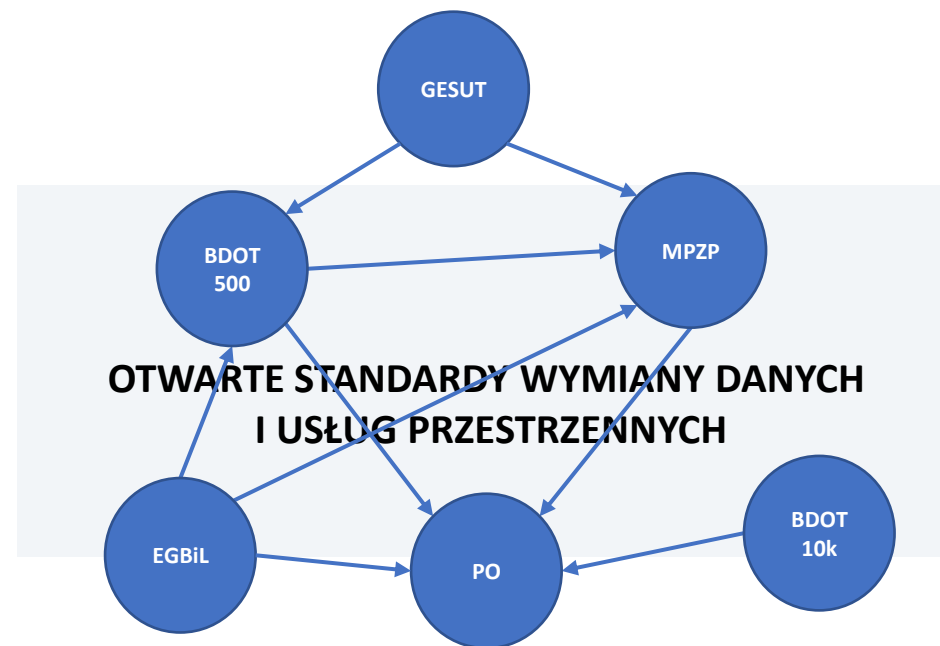 GESUT
BDOT
500
MPZP
OTWARTE STANDARDY WYMIANY DANYCH
I USŁUG PRZESTRZENNYCH
EGBiL
PO
BDOT
10k